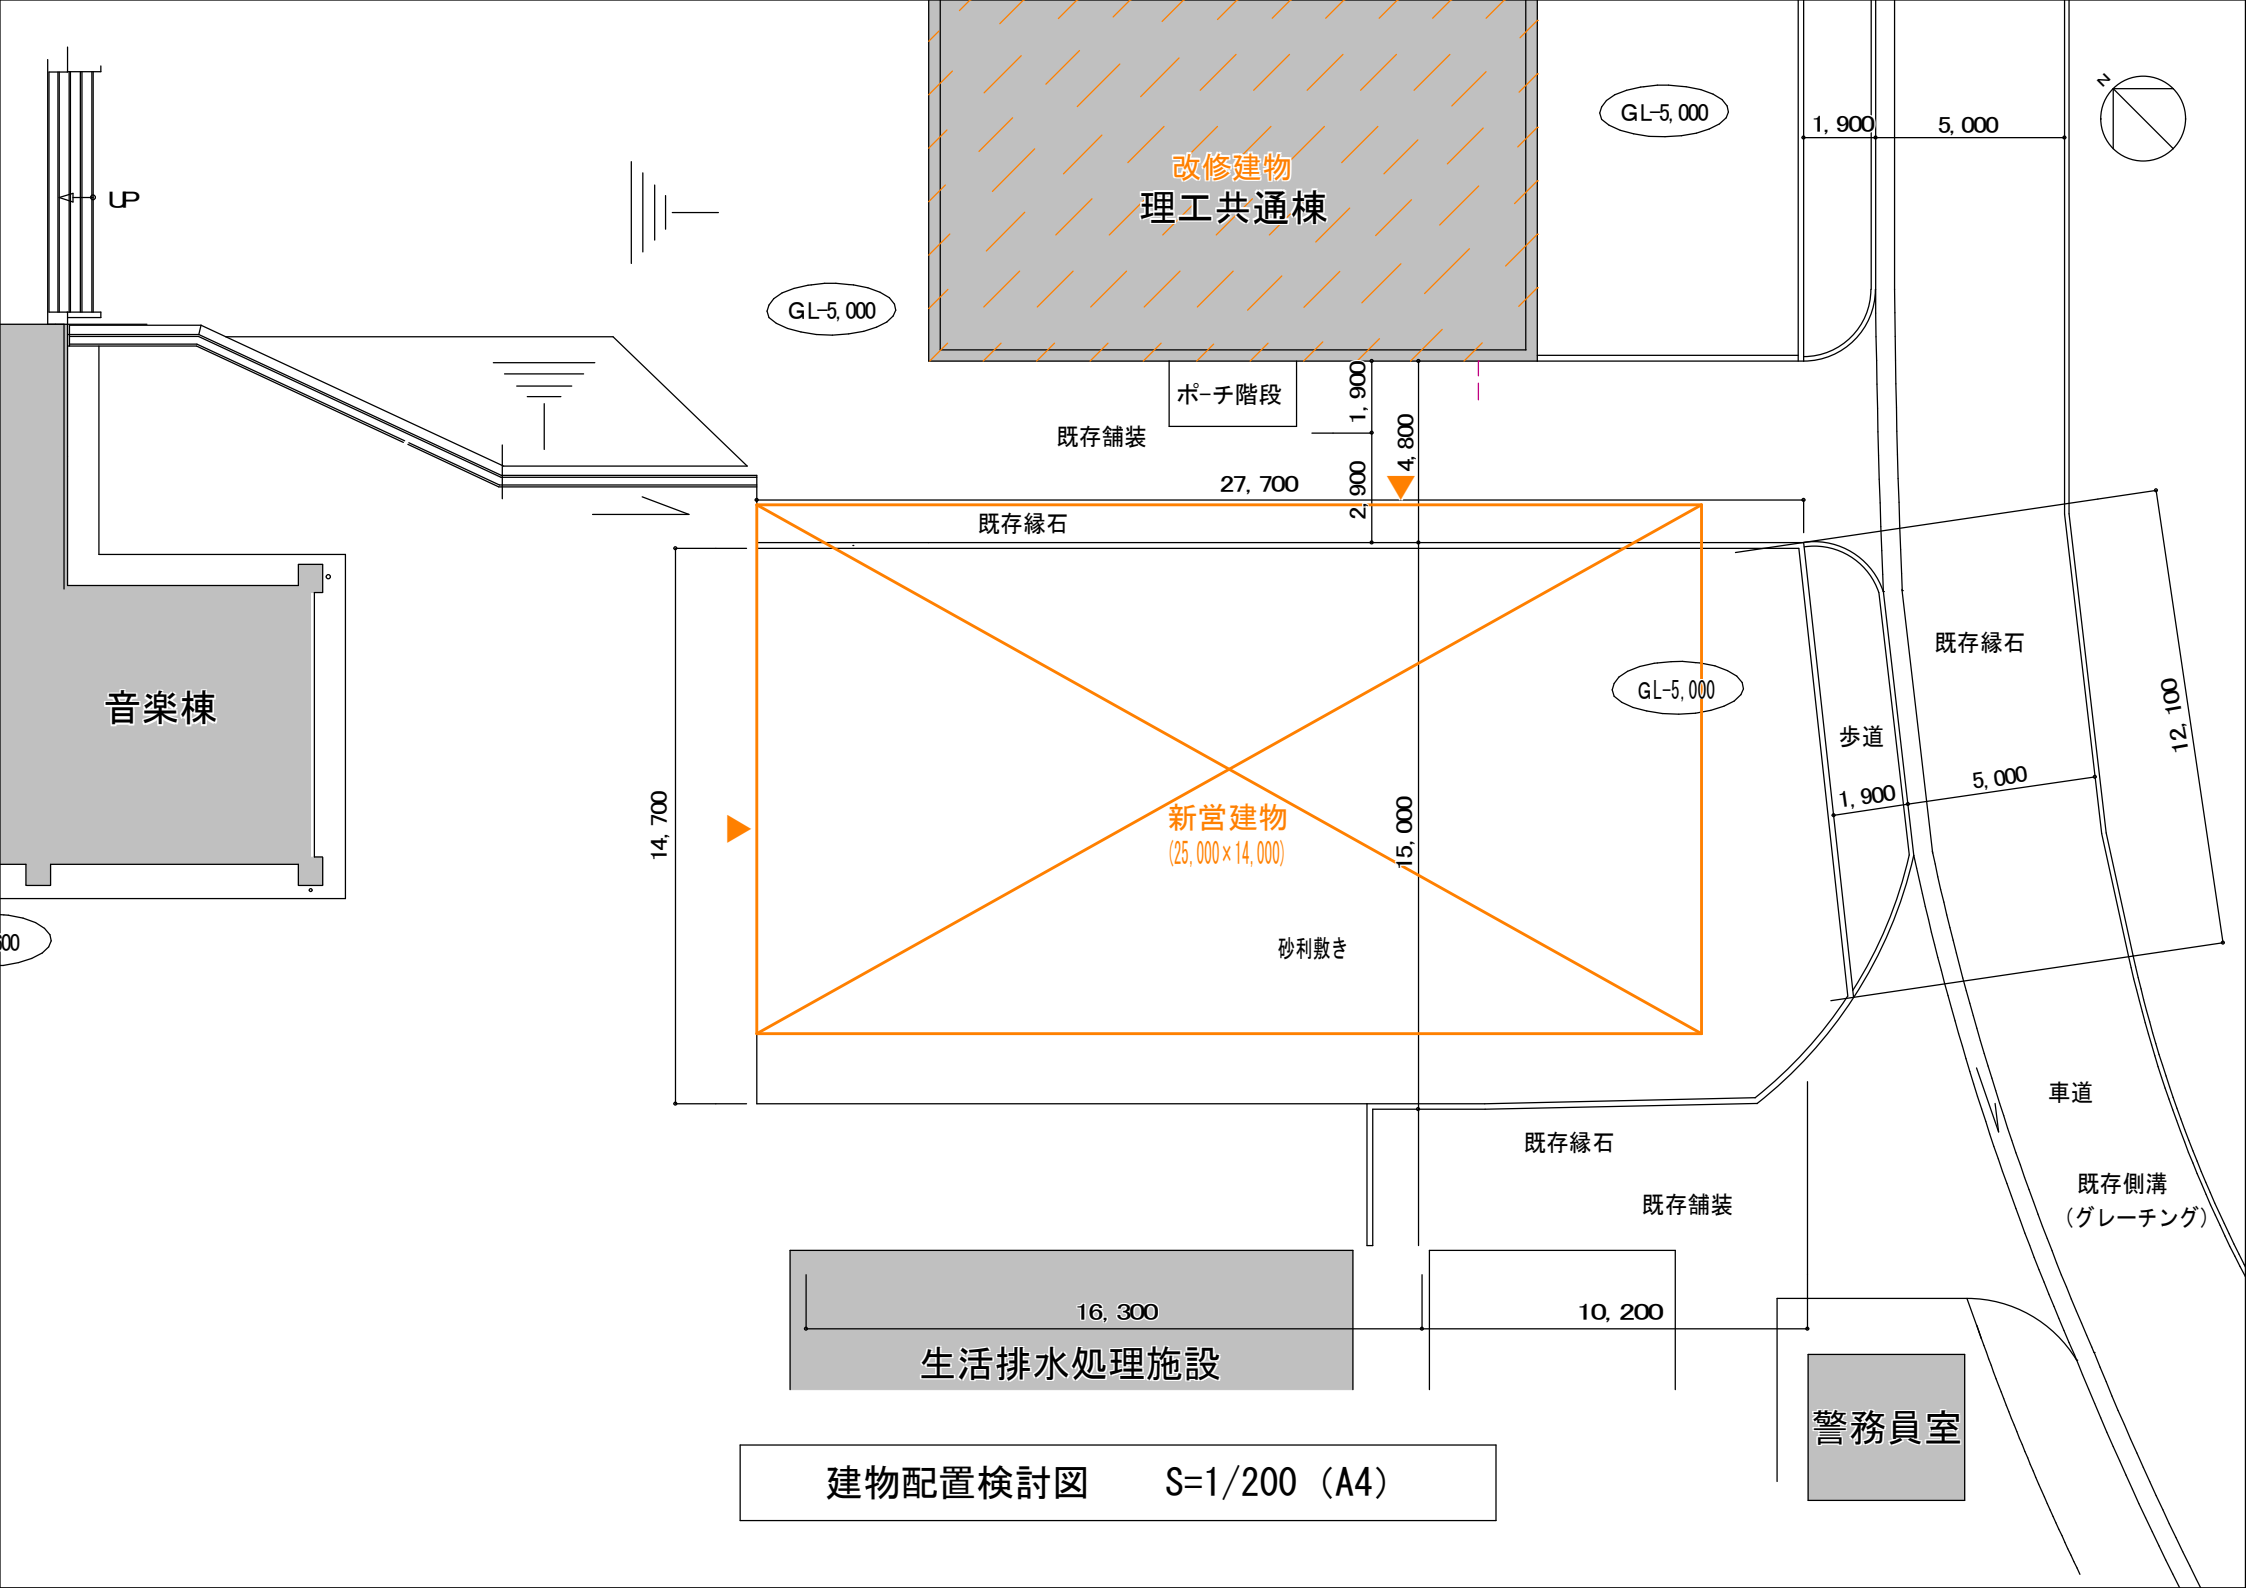 N
GL-5,000
1,900
5,000
改修建物
理工共通棟
UP
GL-5,000
ポーチ階段
1,900
既存舗装
4,800
2,900
27,700
既存縁石
既存縁石
GL-5,000
12,100
音楽棟
歩道
5,000
1,900
14,700
新営建物
(25,000×14,000)
15,000
砂利敷き
車道
既存縁石
既存側溝
(グレーチング)
既存舗装
16,300
10,200
生活排水処理施設
警務員室
建物配置検討図 S=1/200 (A4)